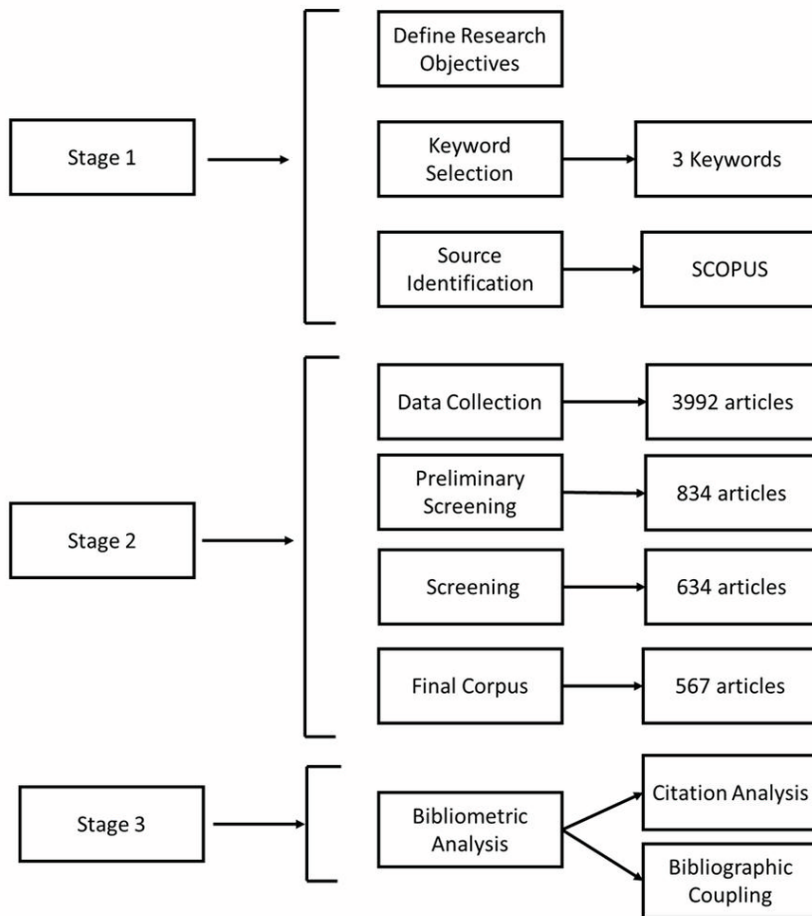 Define Research
Objectives
Stage 1
Keyword
Selection
3 Keywords
Source
Identification
SCOPUS
Data Collection
3992 articles
Preliminary
Screening
834 articles
Stage 2
Screening
634 articles
Final Corpus
567 articles
Stage 3
Bibliometric
Analysis
Citation Analysis
Bibliographic
Coupling